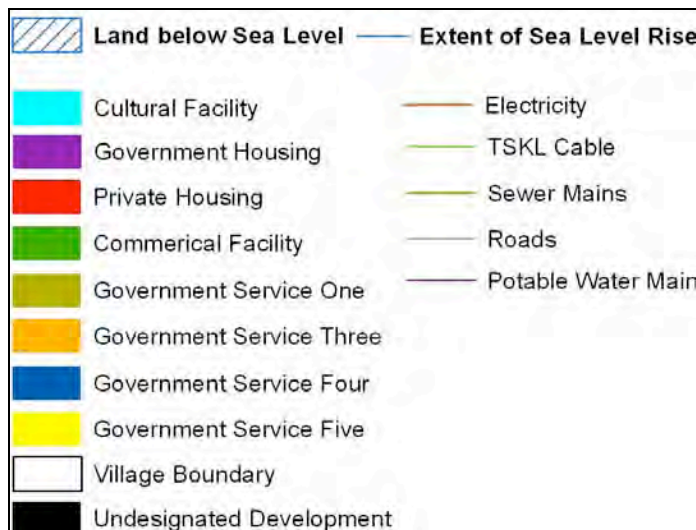 Land below Sea Level
Extent of Sea Level Rise
Cultural Facility
Government Housing
Private Housing
Commerical Facility
Government Service One
Government Service Three
Government Service Four
Government Service Five
Village Boundary
Undesignated Development
Electricity
TSKL Cable
Sewer Mains
Roads
Potable Water Main